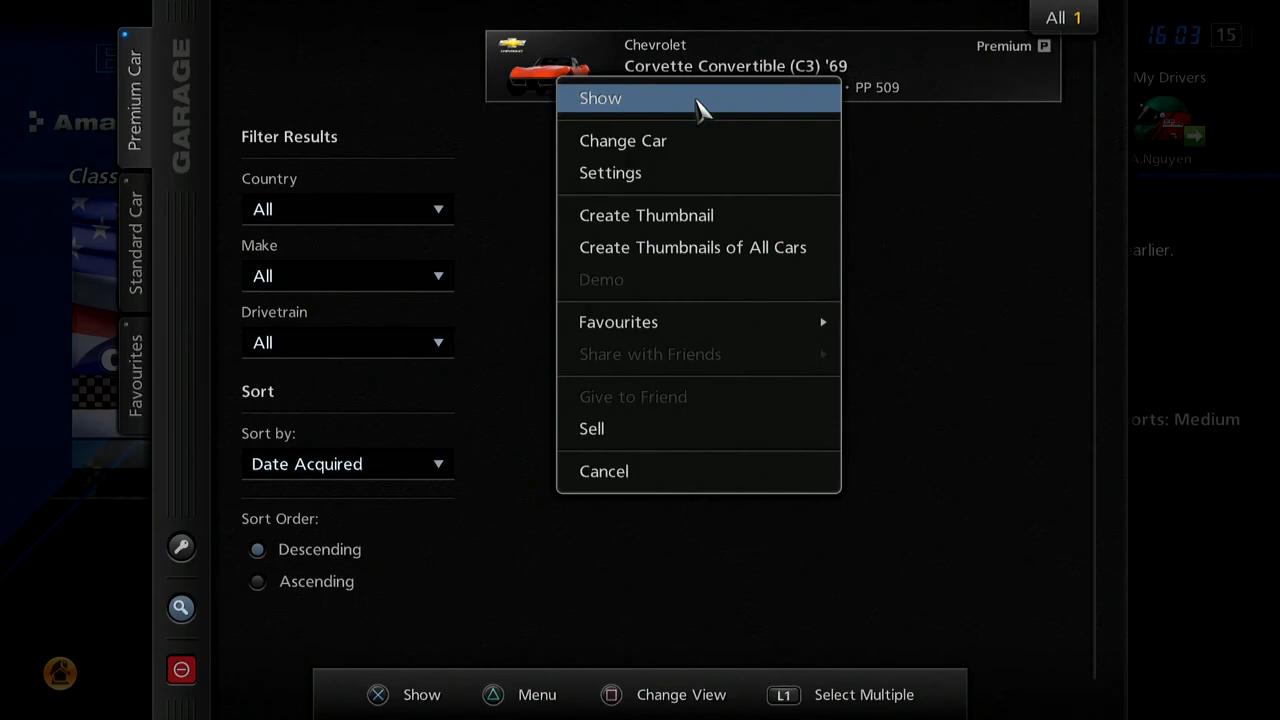 All 1
Premium Car
Standard Car
Favourites
GARAGE
Ama
Class
Chevrolet
Corvette Convertible (C3) '69
Premium P
PP 509
16 03 15
My Drivers
A.Nguyen
earlier.
orts: Medium
Filter Results
Country
All
Make
All
Drivetrain
All
Sort
Sort by:
Date Acquired
Sort Order:
Descending
Ascending
Show
Change Car
Settings
Create Thumbnail
Create Thumbnails of All Cars
Demo
Favourites
Share with Friends
Give to Friend
Sell
Cancel
Show
Menu
Change View
L1 Select Multiple